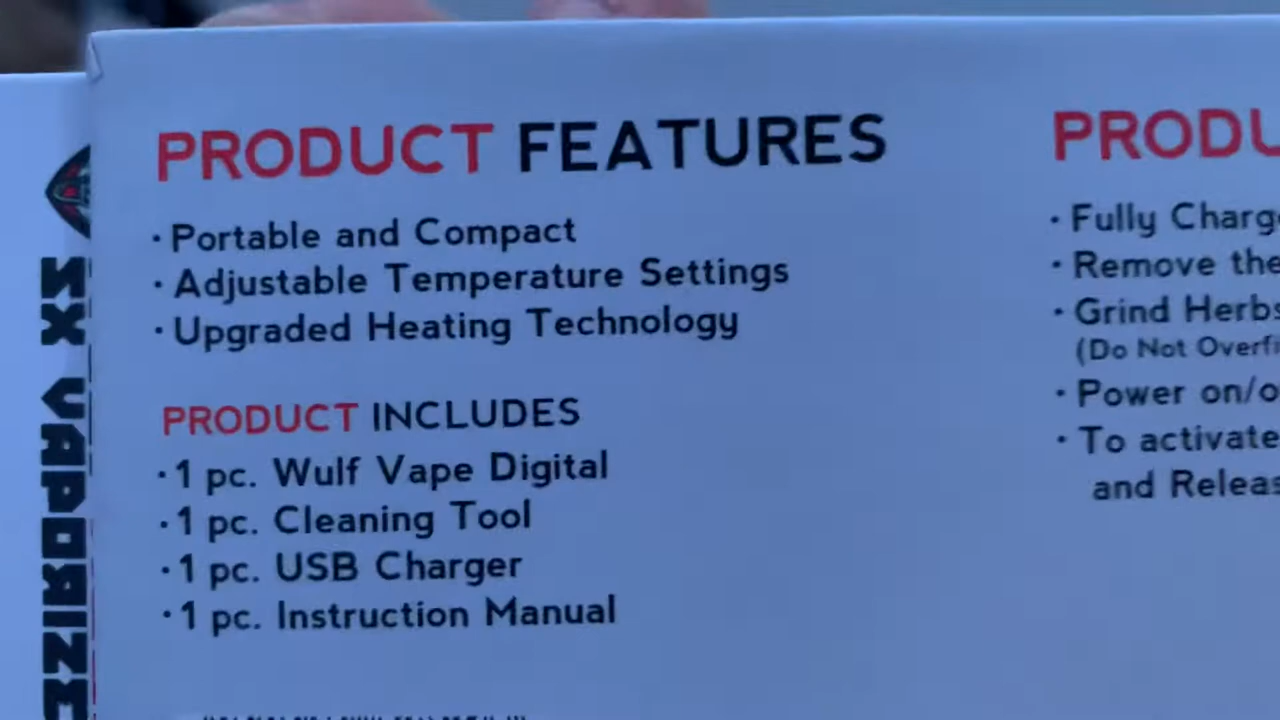 PRODUCT FEATURES
· Portable and Compact
· Adjustable Temperature Settings
· Upgraded Heating Technology
PRODUCT INCLUDES
· 1 pc. Wulf Vape Digital
· 1 pc. Cleaning Tool
· 1 pc. USB Charger
· 1 pc. Instruction Manual
PRODU
· Fully Charg
· Remove the
· Grind Herbs
(Do Not Overfi
· Power on/o
· To activate
and Releas
SX VAPORIZE